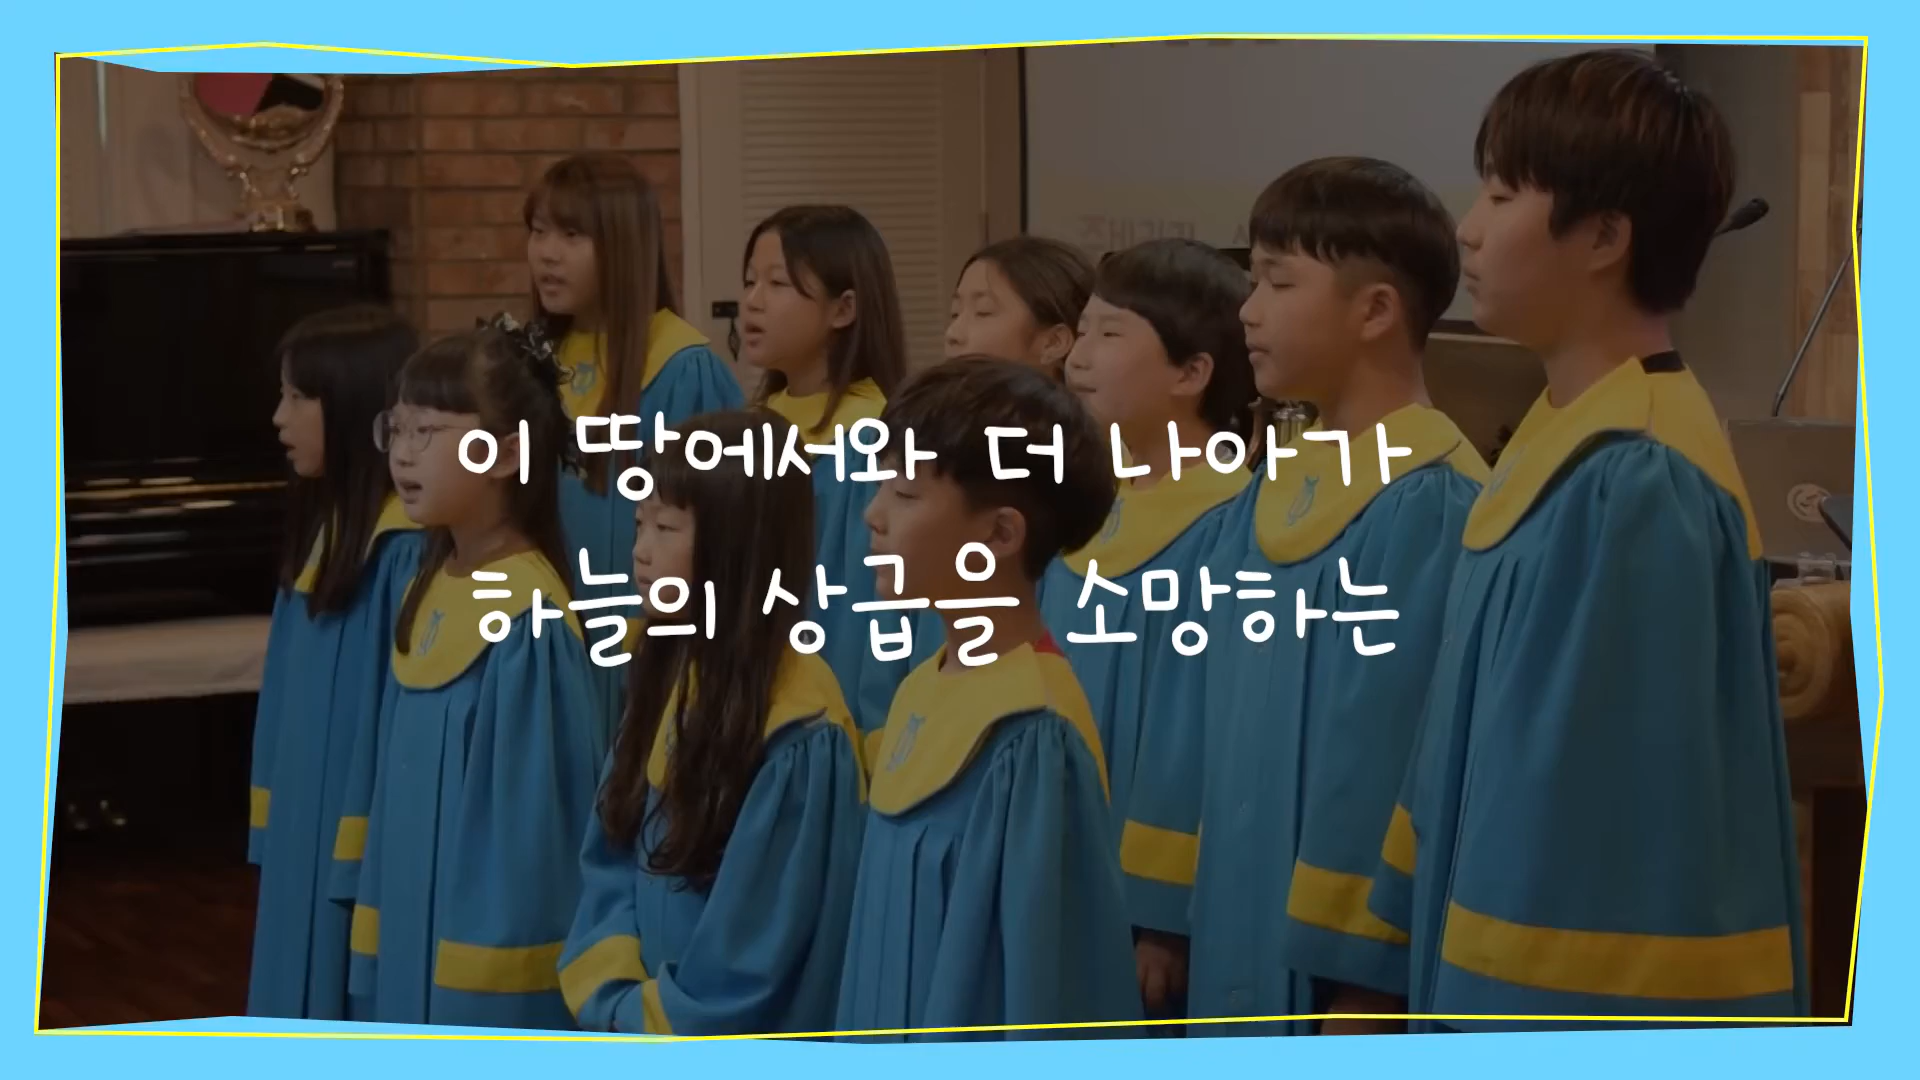 이 땅에서와 더 나아가
하늘의 상급을 소망하는